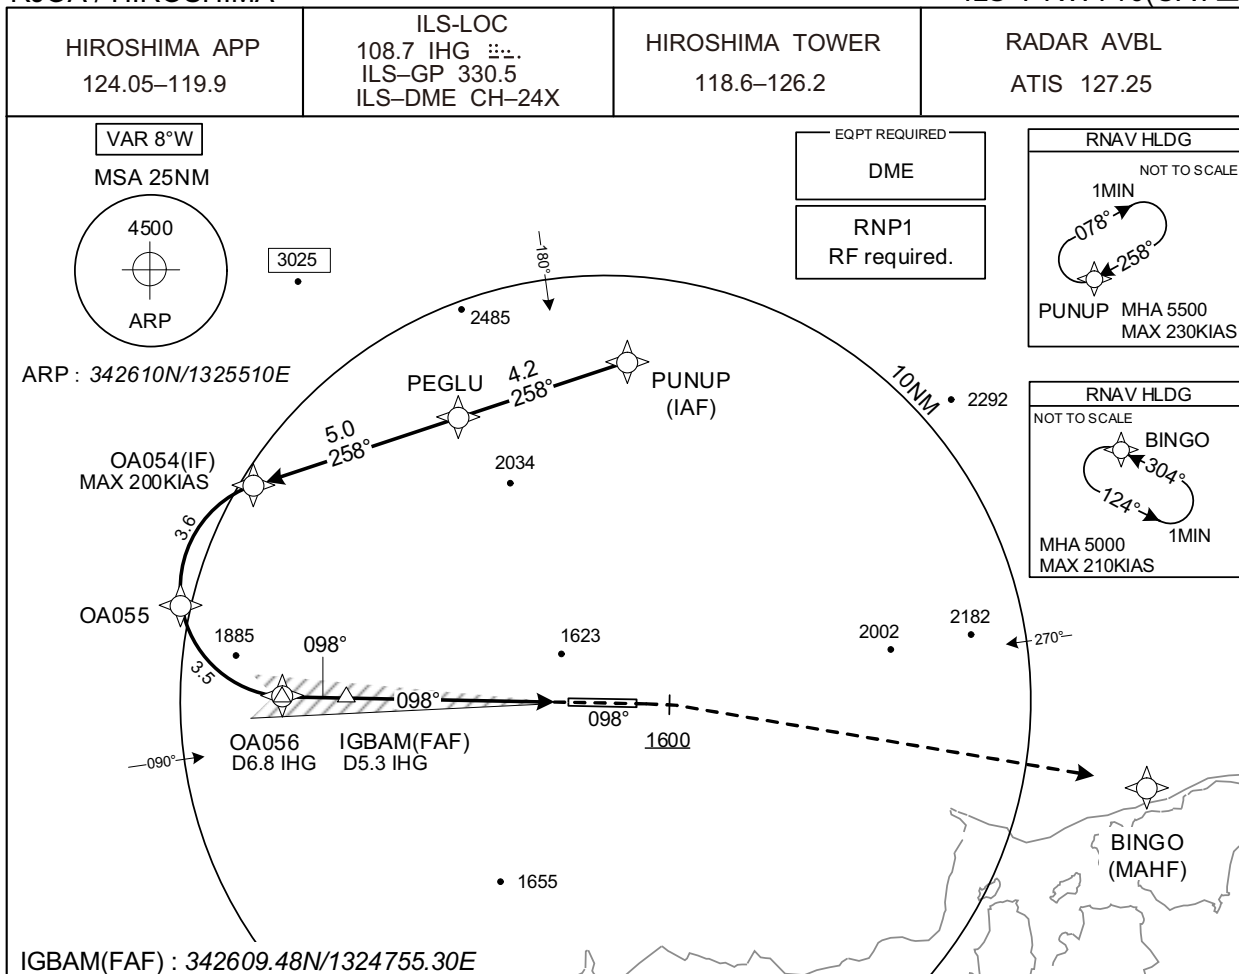 RJOA / HIROSHIMA
HIROSHIMA APP
124.05–119.9
ILS-LOC
108.7 IHG
ILS–GP 330.5
ILS–DME CH–24X
HIROSHIMA TOWER
118.6–126.2
RADAR AVBL
ATIS 127.25
VAR 8°W
MSA 25NM
4500
ARP
ARP : 342610N/1325510E
3025
180°
2485
EQPT REQUIRED
DME
RNP1
RF required.
RNAV HLDG
NOT TO SCALE
1MIN
078°
258°
PUNUP
MHA 5500
MAX 230KIAS
PEGLU
4.2
258°
PUNUP
(IAF)
10NM
2292
RNAV HLDG
NOT TO SCALE
BINGO
304°
124°
1MIN
MHA 5000
MAX 210KIAS
5.0
258°
OA054(IF)
MAX 200KIAS
2034
3.6
OA055
1885
098°
1623
2002
2182
270°
3.5
098°
098°
OA056
D6.8 IHG
IGBAM(FAF)
D5.3 IHG
1600
090°
BINGO
(MAHF)
1655
IGBAM(FAF) : 342609.48N/1324755.30E